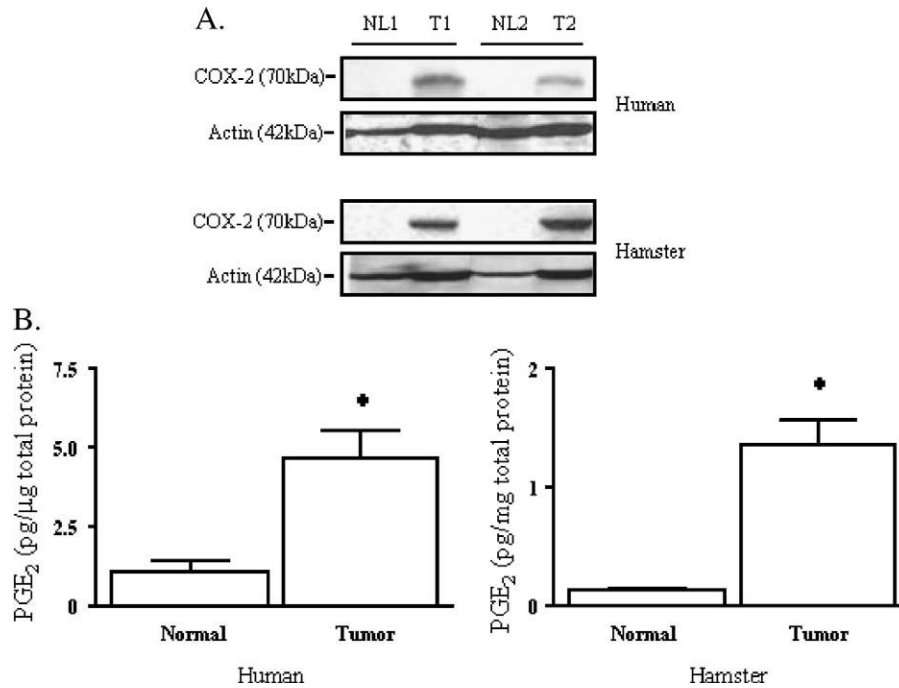 A.
NL1 T1 NL2 T2
COX-2 (70kDa)
Human
Actin (42kDa)
COX-2 (70kDa)
Hamster
Actin (42kDa)
B.
PGE2 (pg/µg total protein)
7.5
5.0
2.5
0
Normal Tumor
Human
PGE2 (pg/mg total protein)
2
1
0
Normal Tumor
Hamster